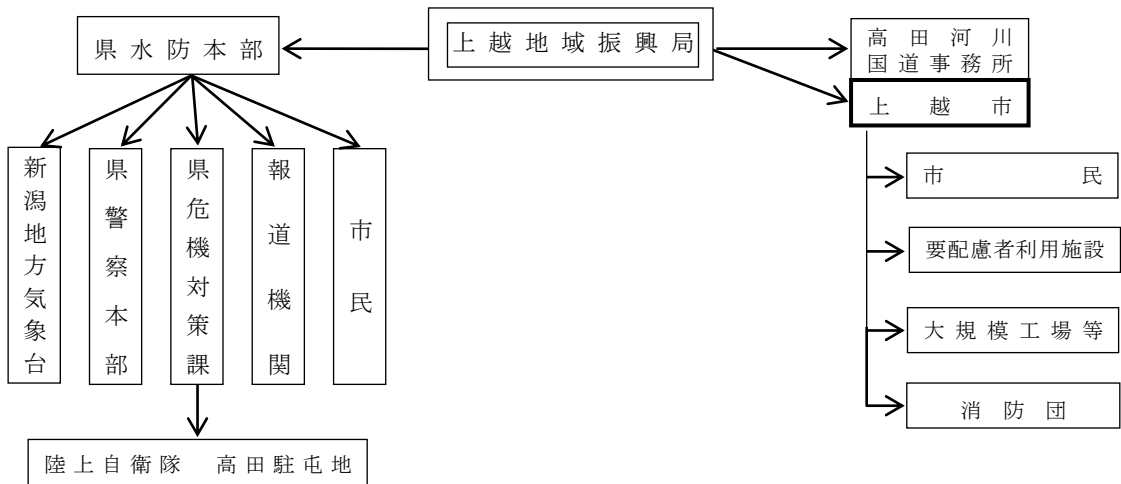 県水防本部
上越地域振興局
高田河川
国道事務所
上越市
新潟地方気象台
県警察本部
県危機対策課
報道機関
市民
市民
要配慮者利用施設
大規模工場等
消防団
陸上自衛隊 高田駐屯地